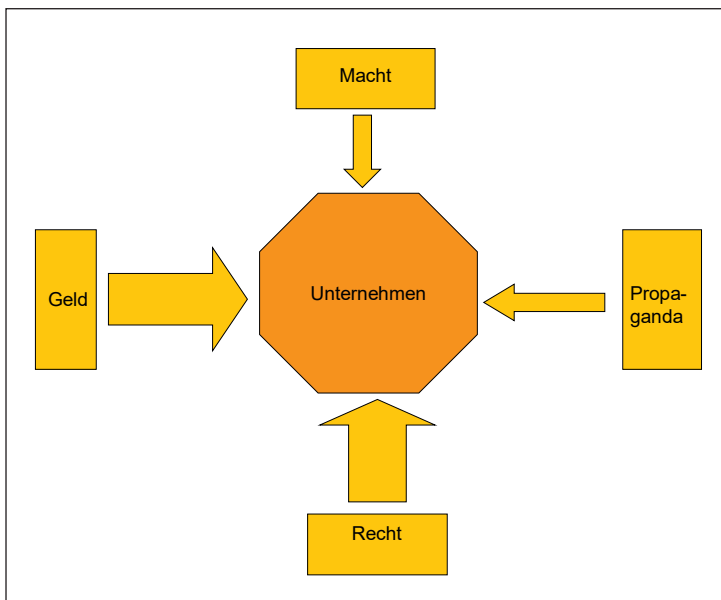 Macht
Geld
Unternehmen
Propa-
ganda
Recht